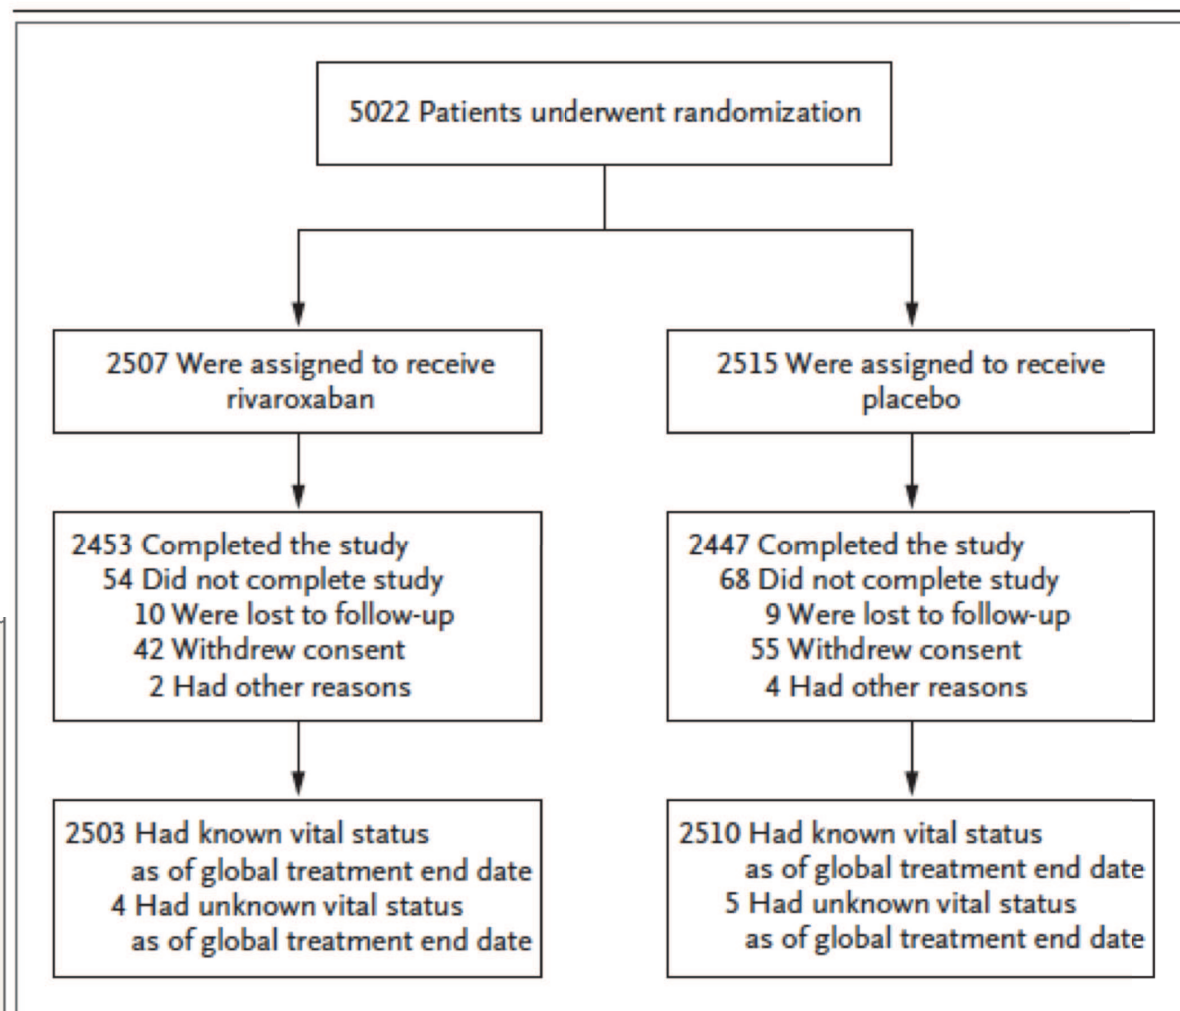 5022 Patients underwent randomization
2507 Were assigned to receive
rivaroxaban
2515 Were assigned to receive
placebo
2453 Completed the study
54 Did not complete study
10 Were lost to follow-up
42 Withdrew consent
2 Had other reasons
2447 Completed the study
68 Did not complete study
9 Were lost to follow-up
55 Withdrew consent
4 Had other reasons
2503 Had known vital status
as of global treatment end date
4 Had unknown vital status
as of global treatment end date
2510 Had known vital status
as of global treatment end date
5 Had unknown vital status
as of global treatment end date